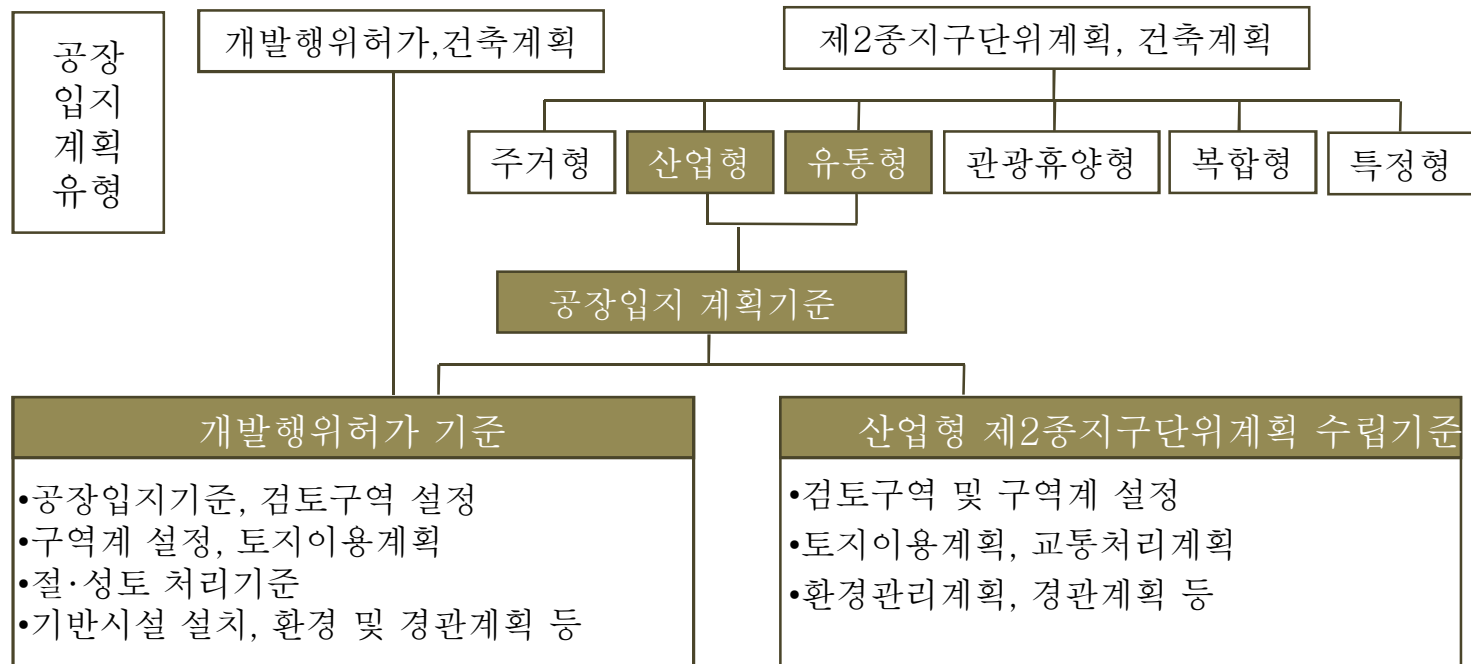 공장
입지
계획
유형
개발행위허가,건축계획
제2종지구단위계획, 건축계획
주거형
산업형
유통형
관광휴양형
복합형
특정형
공장입지 계획기준
개발행위허가 기준
•공장입지기준, 검토구역 설정
•구역계 설정, 토지이용계획
•절·성토 처리기준
•기반시설 설치, 환경 및 경관계획 등
산업형 제2종지구단위계획 수립기준
•검토구역 및 구역계 설정
•토지이용계획, 교통처리계획
•환경관리계획, 경관계획 등